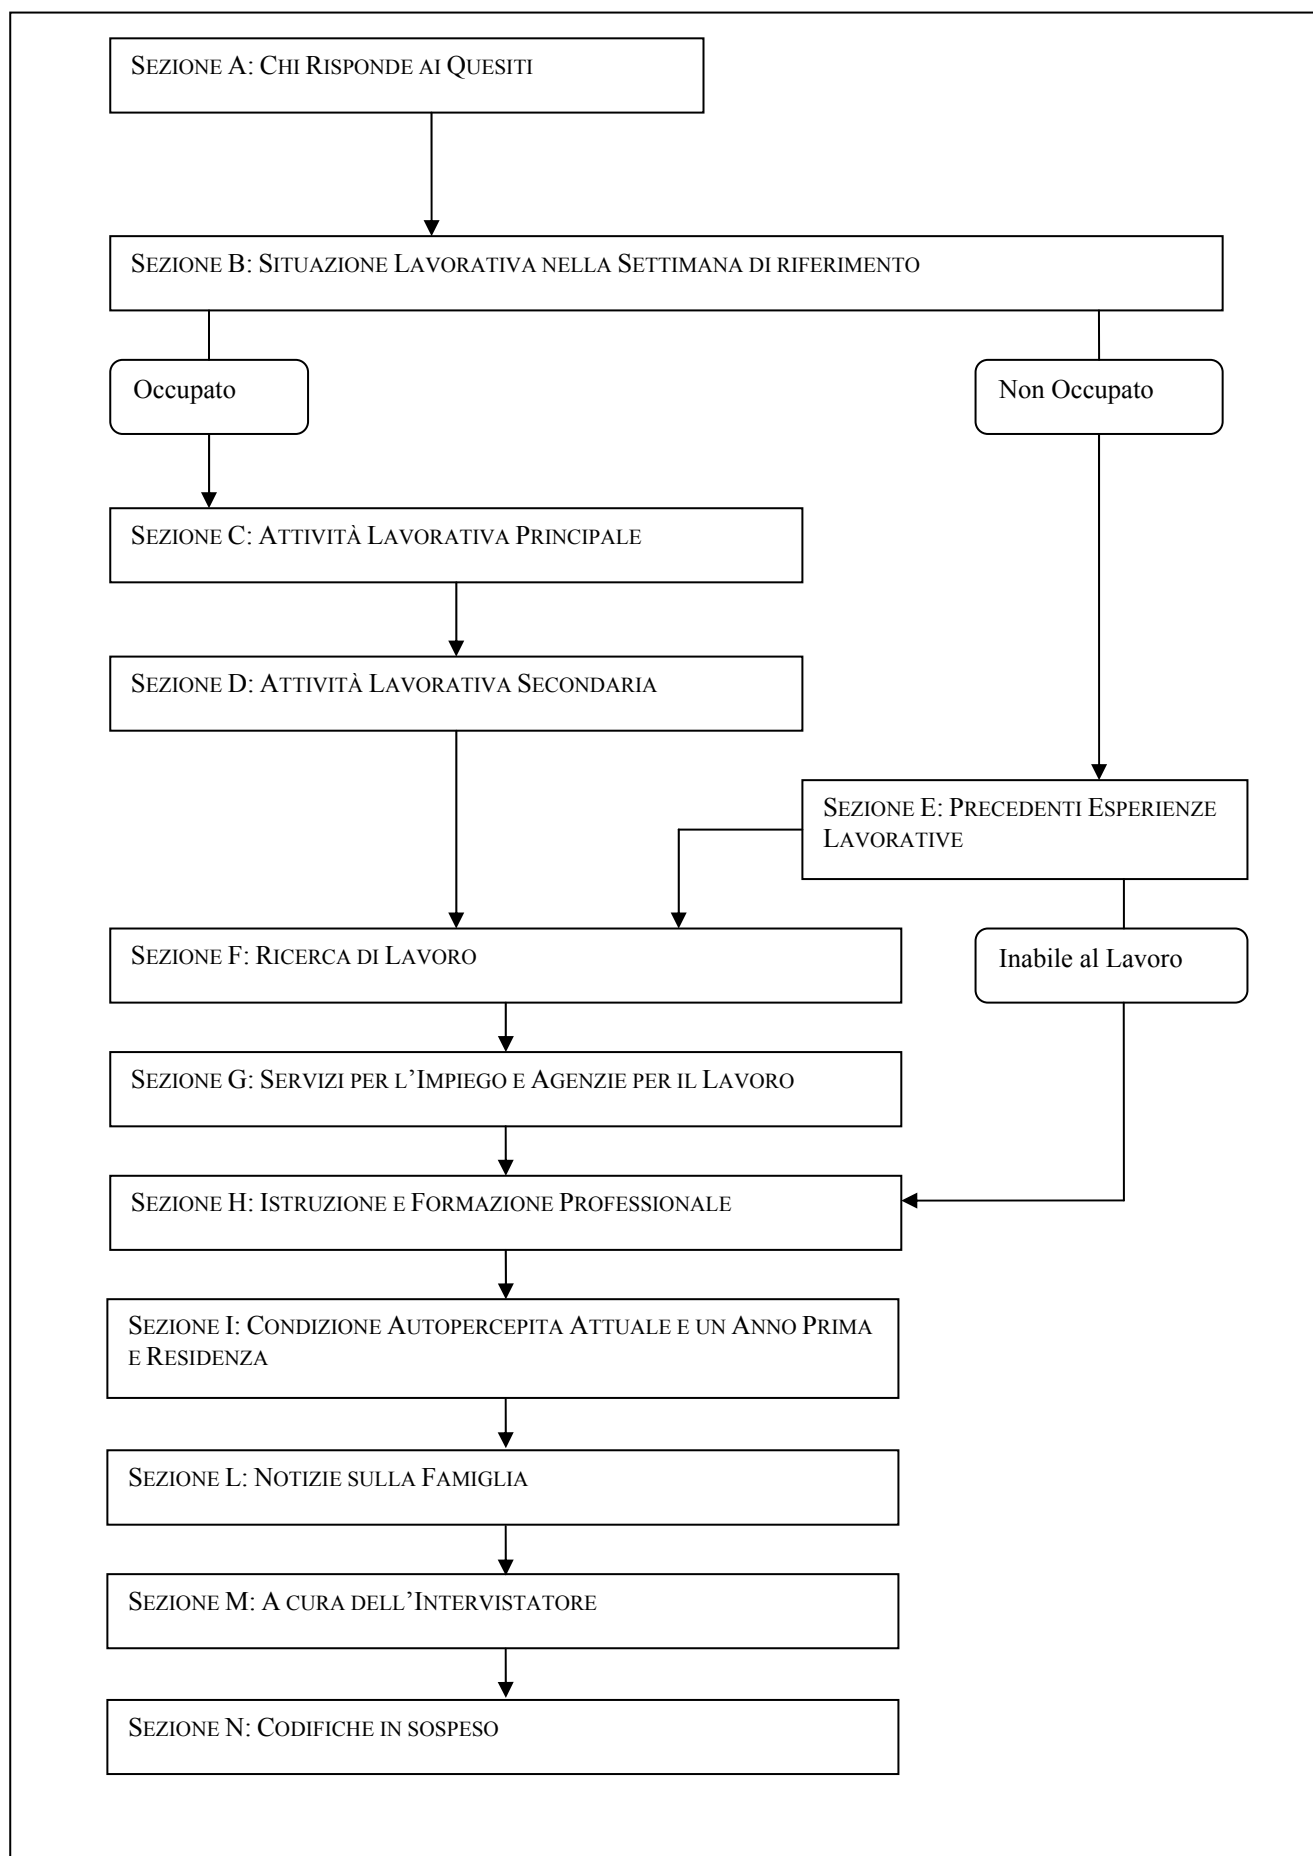 SEZIONE A: CHI RISPONDE AI QUESITI
SEZIONE B: SITUAZIONE LAVORATIVA NELLA SETTIMANA DI RIFERIMENTO
Occupato
Non Occupato
SEZIONE C: ATTIVITÀ LAVORATIVA PRINCIPALE
SEZIONE D: ATTIVITÀ LAVORATIVA SECONDARIA
SEZIONE E: PRECEDENTI ESPERIENZE
LAVORATIVE
SEZIONE F: RICERCA DI LAVORO
Inabile al Lavoro
SEZIONE G: SERVIZI PER L’IMPIEGO E AGENZIE PER IL LAVORO
SEZIONE H: ISTRUZIONE E FORMAZIONE PROFESSIONALE
SEZIONE I: CONDIZIONE AUTOPERCEPITA ATTUALE E UN ANNO PRIMA
E RESIDENZA
SEZIONE L: NOTIZIE SULLA FAMIGLIA
SEZIONE M: A CURA DELL’INTERVISTATORE
SEZIONE N: CODIFICHE IN SOSPESO